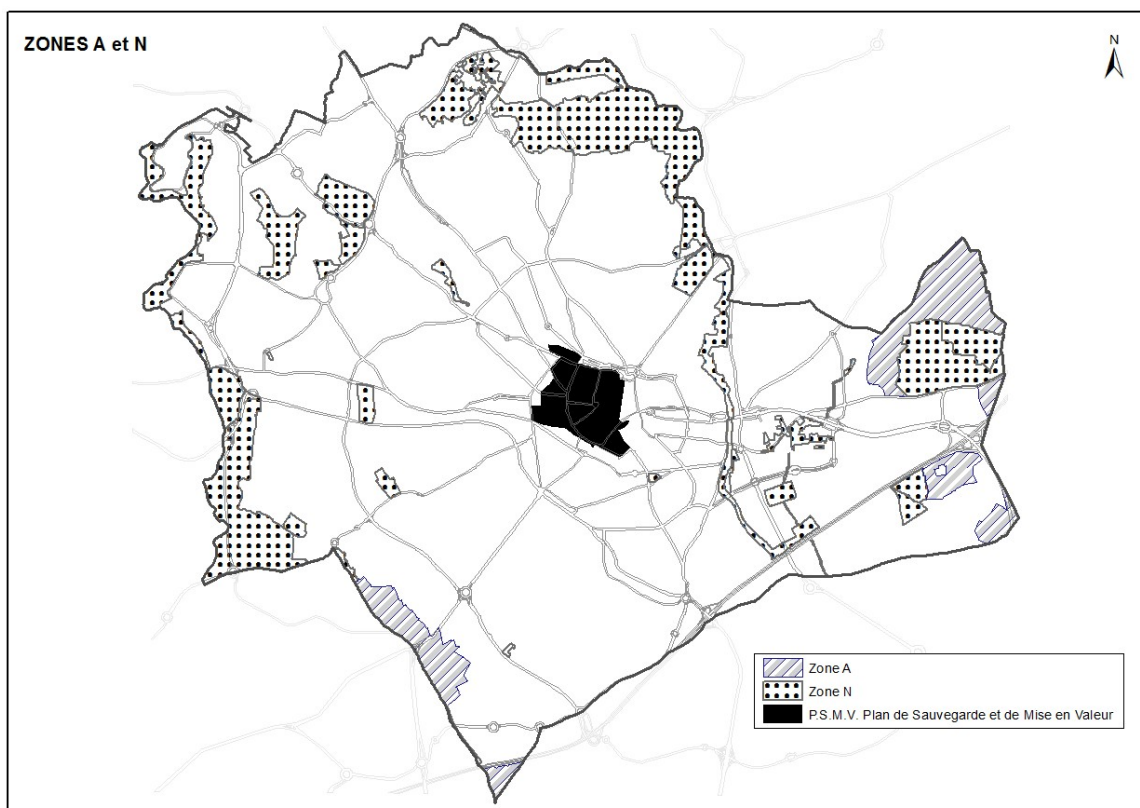 ZONES A et N
N
Zone A
Zone N
P.S.M.V. Plan de Sauvegarde et de Mise en Valeur